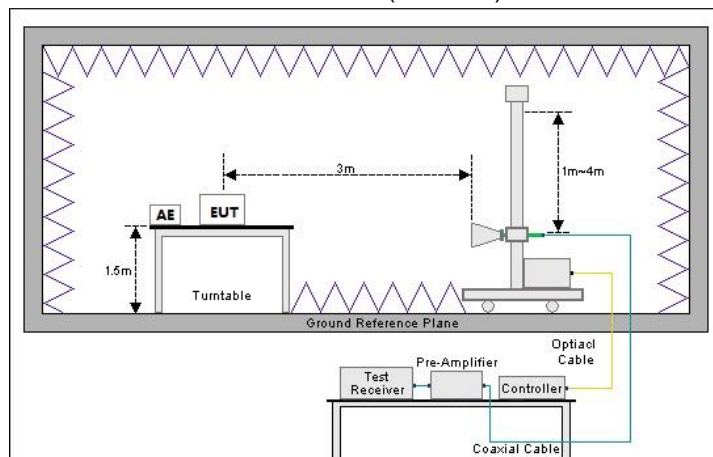 3m
1m~4m
AE
EUT
1.5m
Turntable
Ground Reference Plane
Optiacl
Cable
Pre-Amplifier
Test
Receiver
Controller
Coaxial Cable